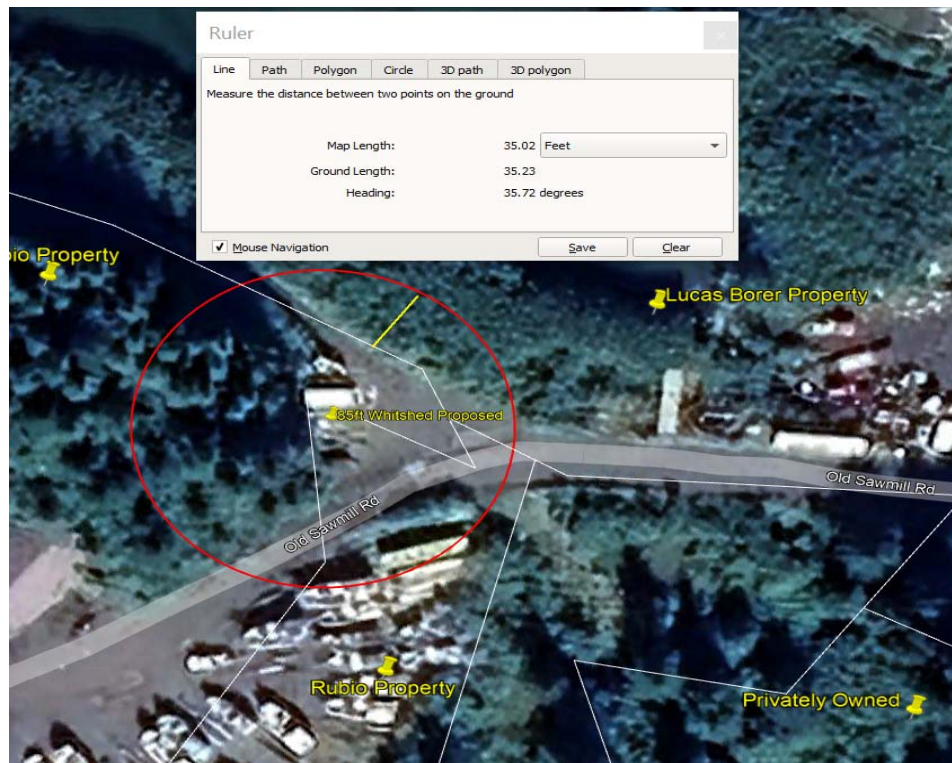 Ruler
Line Path Polygon Circle 3D path 3D polygon
Measure the distance between two points on the ground
Map Length: 35.02 Feet
Ground Length: 35.23
Heading: 35.72 degrees
Mouse Navigation Save Clear
bio Property
Lucas Borer Property
85ft Whitshed Proposed
Old Sawmill Rd
Old Sawmill Rd
Rubio Property
Privately Owned